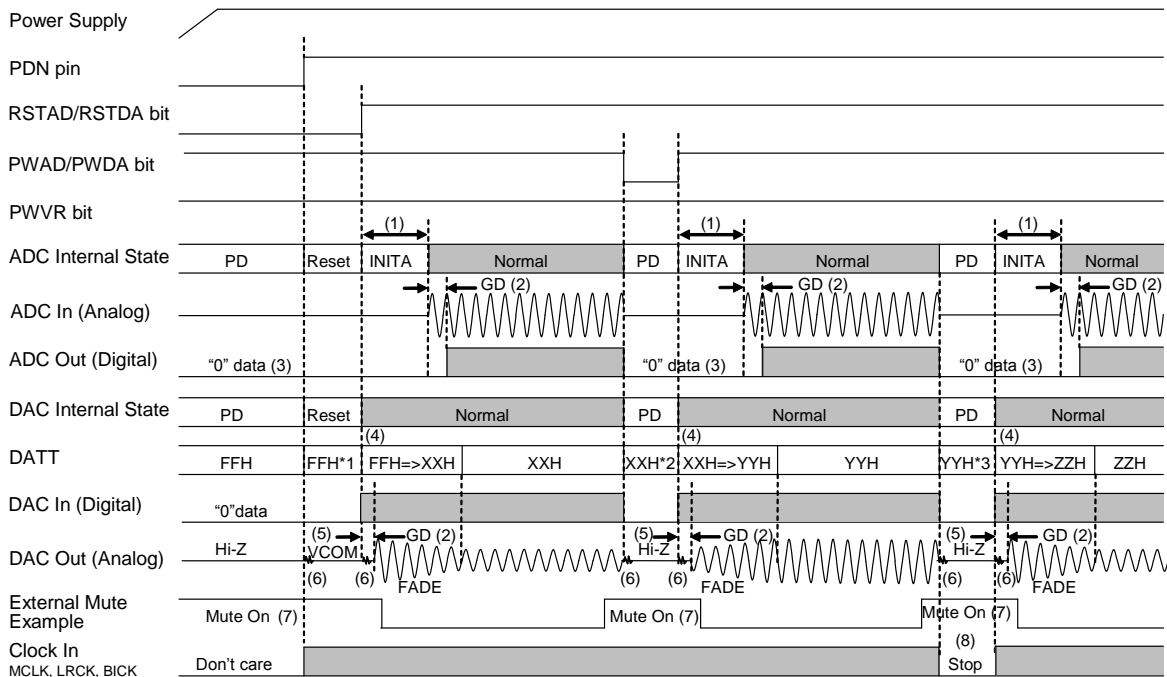 Power Supply
PDN pin
RSTAD/RSTDA bit
PWAD/PWDA bit
PWVR bit
(1) (1) (1)
ADC Internal State PD Reset INITA Normal PD INITA Normal PD INITA Normal
GD (2) GD (2) GD (2)
ADC In (Analog)
ADC Out (Digital) “0” data (3) “0” data (3) “0” data (3)
DAC Internal State PD Reset Normal PD Normal PD Normal
(4) (4) (4)
DATT FFH FFH*1 FFH=>XXH XXH XXH*2 XXH=>YYH YYH YYH*3 YYH=>ZZH ZZH
DAC In (Digital) “0”data
(5) GD (2) (5) GD (2) (5) GD (2)
DAC Out (Analog) Hi-Z VCOM Hi-Z Hi-Z
(6) (6) FADE (6) (6) FADE (6) (6) FADE
External Mute
Example Mute On (7) Mute On (7) Mute On (7)
Clock In (8)
MCLK, LRCK, BICK Don’t care Stop